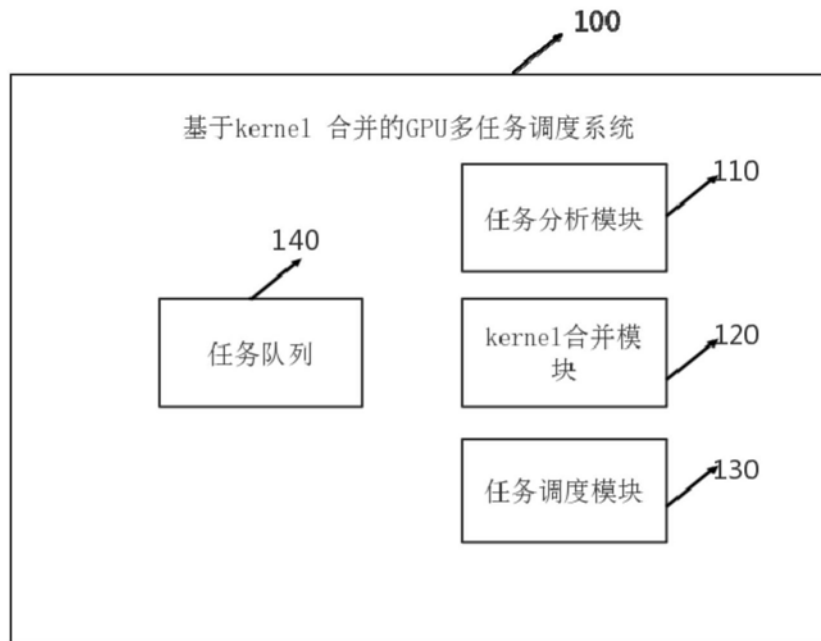 100
基于kernel 合并的GPU多任务调度系统
110
任务分析模块
140
任务队列
120
kernel合并模
块
130
任务调度模块